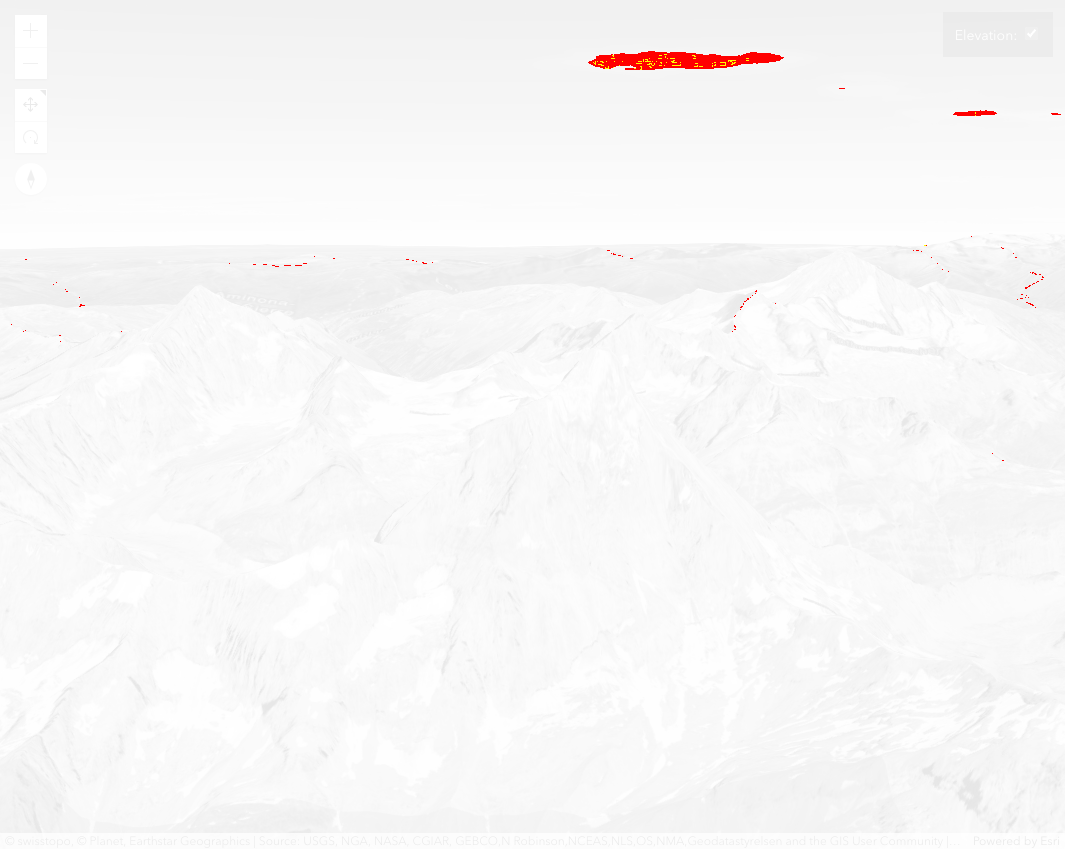 Elevation:
© swisstopo, © Planet, Earthstar Geographics | Source: USGS, NGA, NASA, CGIAR, GEBCO,N Robinson,NCEAS,NLS,OS,NMA,Geodatastyrelsen and the GIS User Community | Powered by Esri